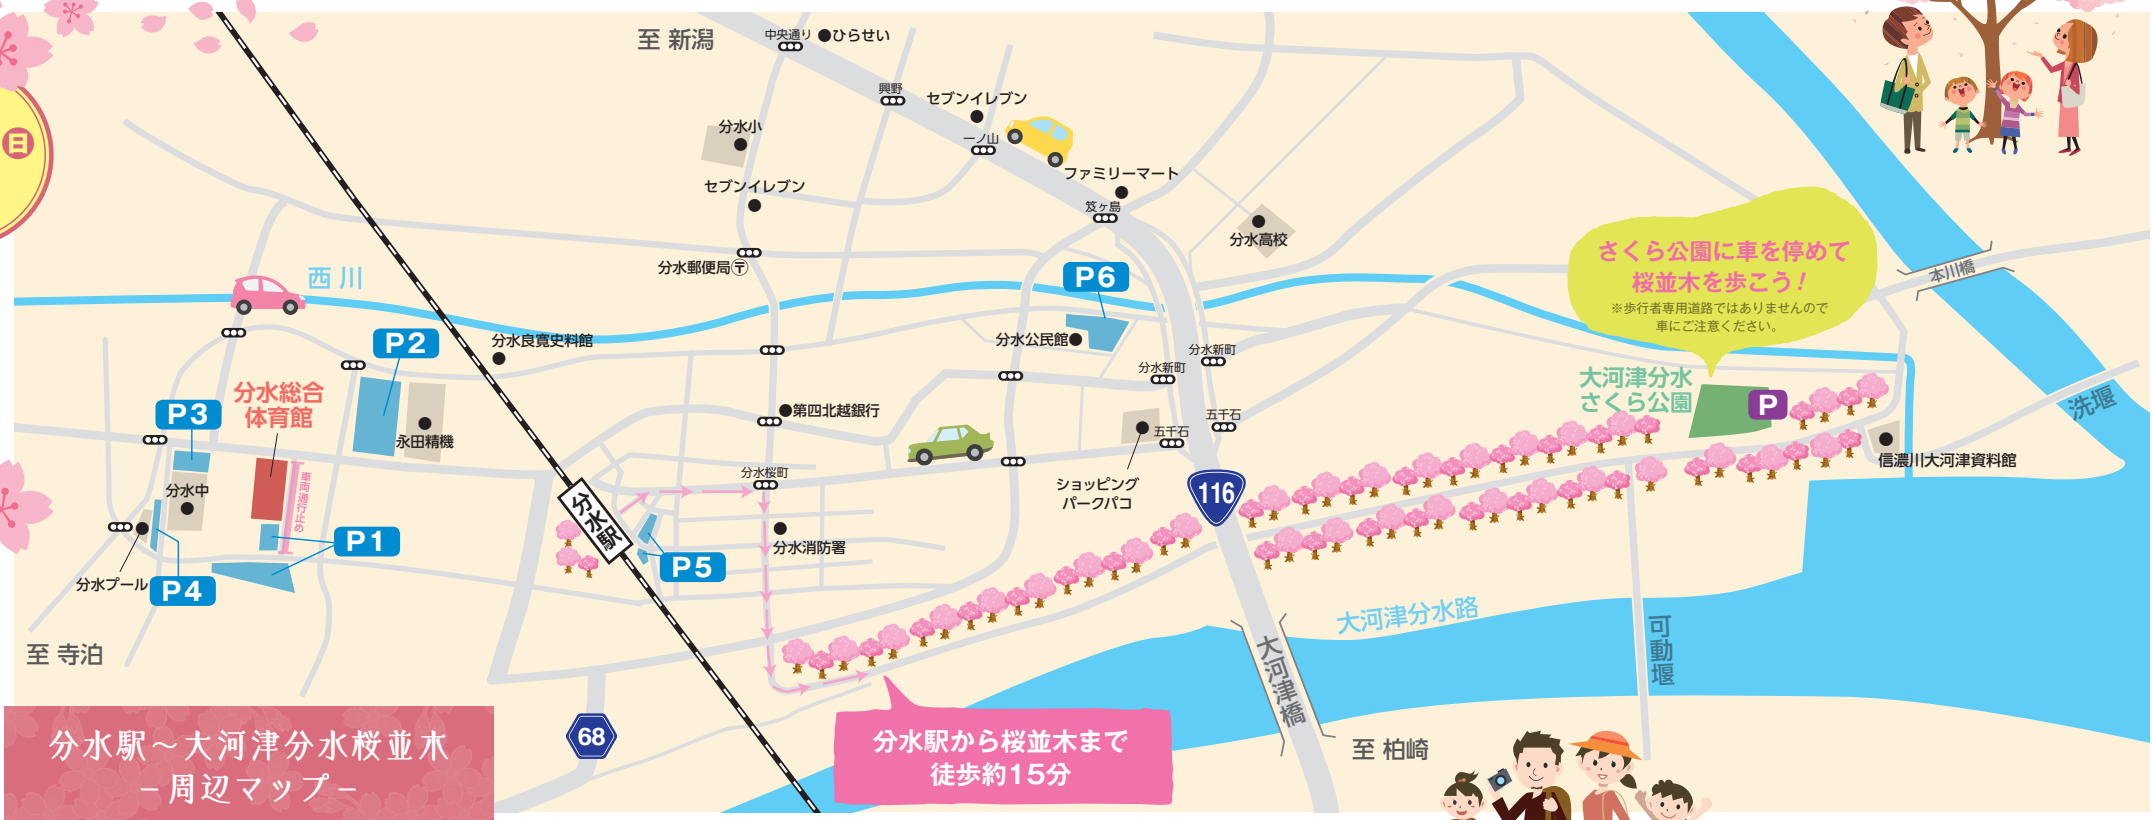 日
至 新潟
中央通り
ひらせい
興野
セブンイレブン
一ノ山
ファミリーマート
笈ヶ島
分水小
セブンイレブン
分水高校
分水郵便局〒
西川
P6
さくら公園に車を停めて
桜並木を歩こう!
※歩行者専用道路ではありませんので
車にご注意ください。
本川橋
P2
分水良寛史料館
分水公民館
分水新町
分水新町
分水総合
体育館
P3
永田精機
第四北越銀行
五千石
五千石
大河津分水
さくら公園
P
洗堰
信濃川大河津資料館
分水中
車両通行止め
分水桜町
ショッピング
パークパコ
116
分水駅
P1
P5
分水消防署
分水プール
P4
至 寺泊
大河津分水路
可動堰
大河津橋
68
分水駅から桜並木まで
徒歩約15分
至 柏崎
分水駅～大河津分水桜並木
−周辺マップ−